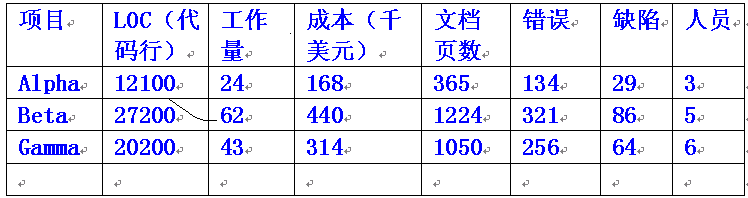 项目 LOC（代码行） 工作量 成本（千美元） 文档页数 错误 缺陷 人员
Alpha 12100 24 168 365 134 29 3
Beta 27200 62 440 1224 321 86 5
Gamma 20200 43 314 1050 256 64 6